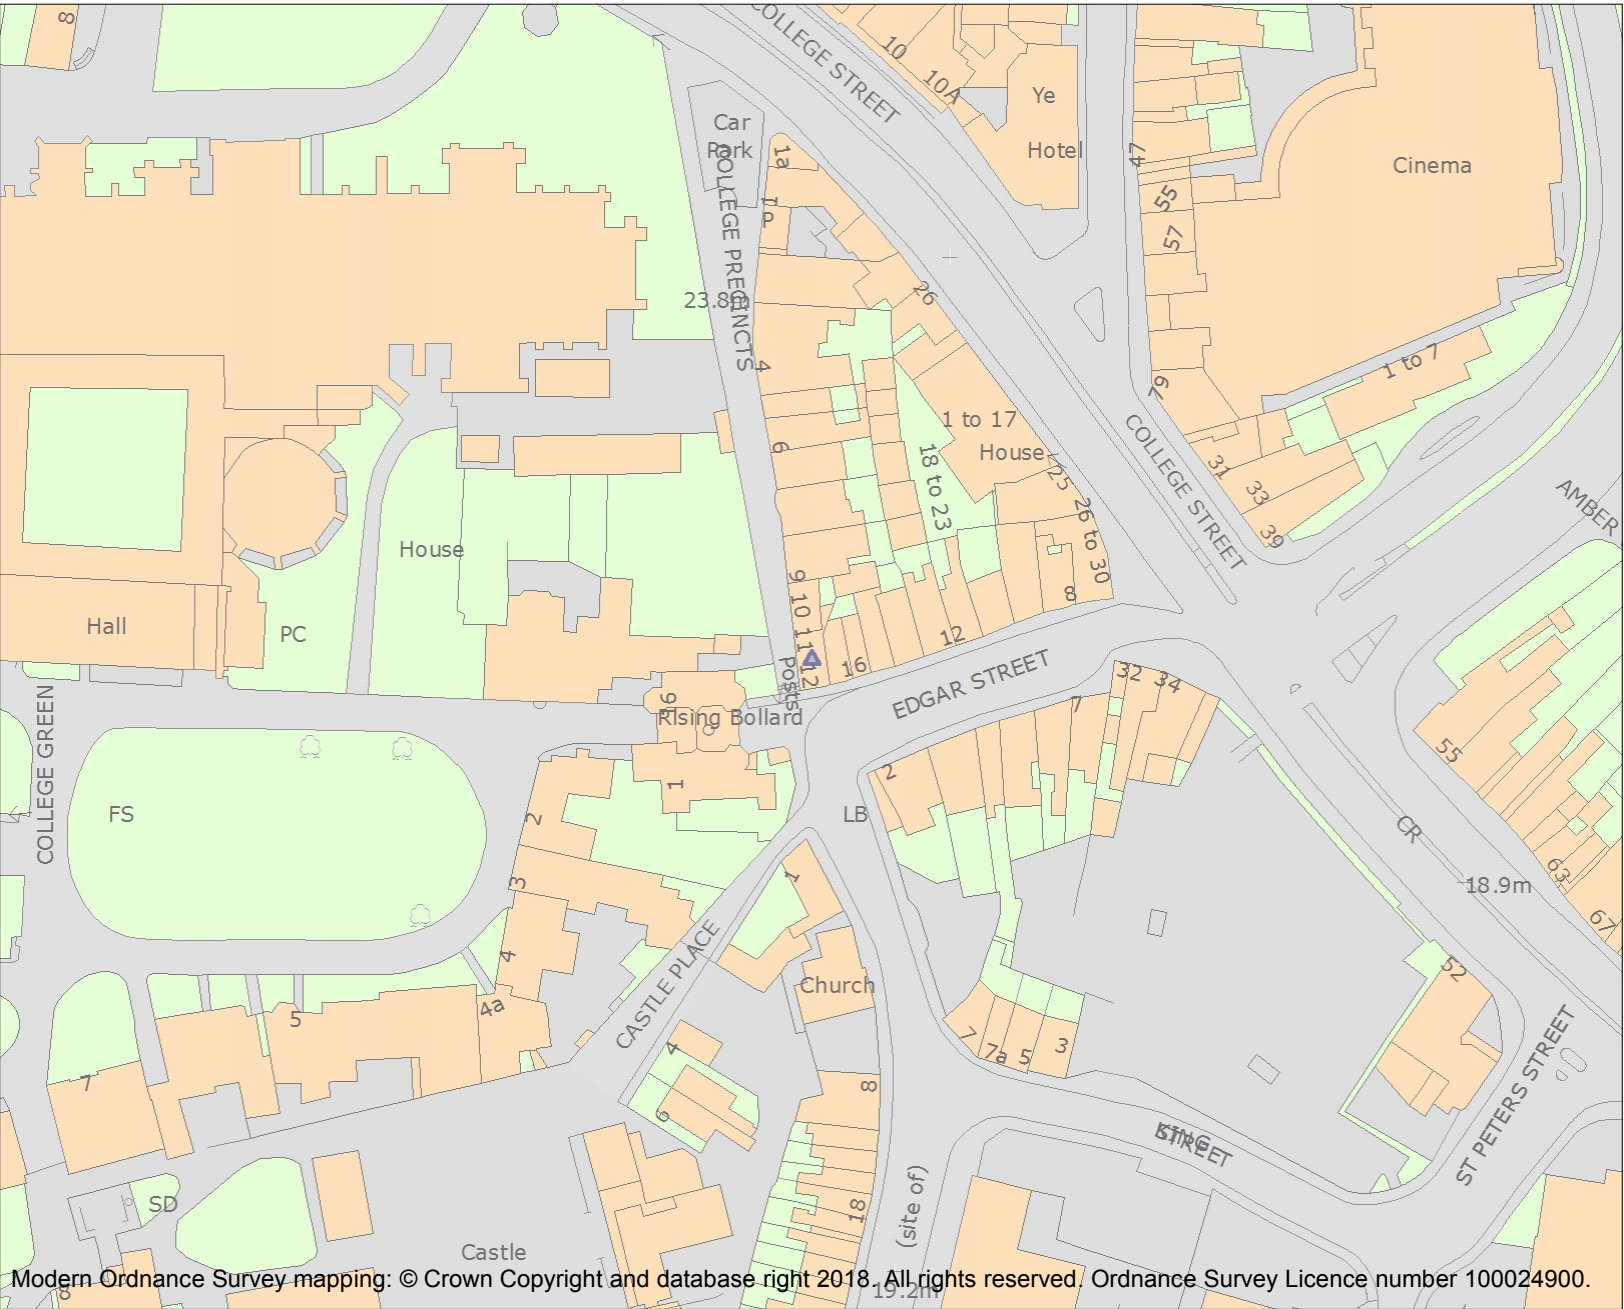 8
COLLEGE STREET
10
10A
Ye
Hotel
Car
Park
1a
1
P
COLLEGE PRECINCTS
23.8m
47
55
57
Cinema
26
4
79
1 to 7
1 to 17
House
6
18 to 23
25
26 to 30
COLLEGE STREET
31
33
39
AMBER
House
9
10
11
12
8
12
16
Hall
PC
Posts
EDGAR STREET
32
34
7
16
Rising Bollard
COLLEGE GREEN
FS
2
1
2
LB
55
CR
3
1
63
18.9m
67
4
CASTLE PLACE
Church
52
4a
5
7
7a
5
3
4
7
6
8
KING
STREET
ST PETERS STREET
SD
18
(site of)
Castle
19.2m
8
Modern Ordnance Survey mapping: © Crown Copyright and database right 2018. All rights reserved. Ordnance Survey Licence number 100024900.